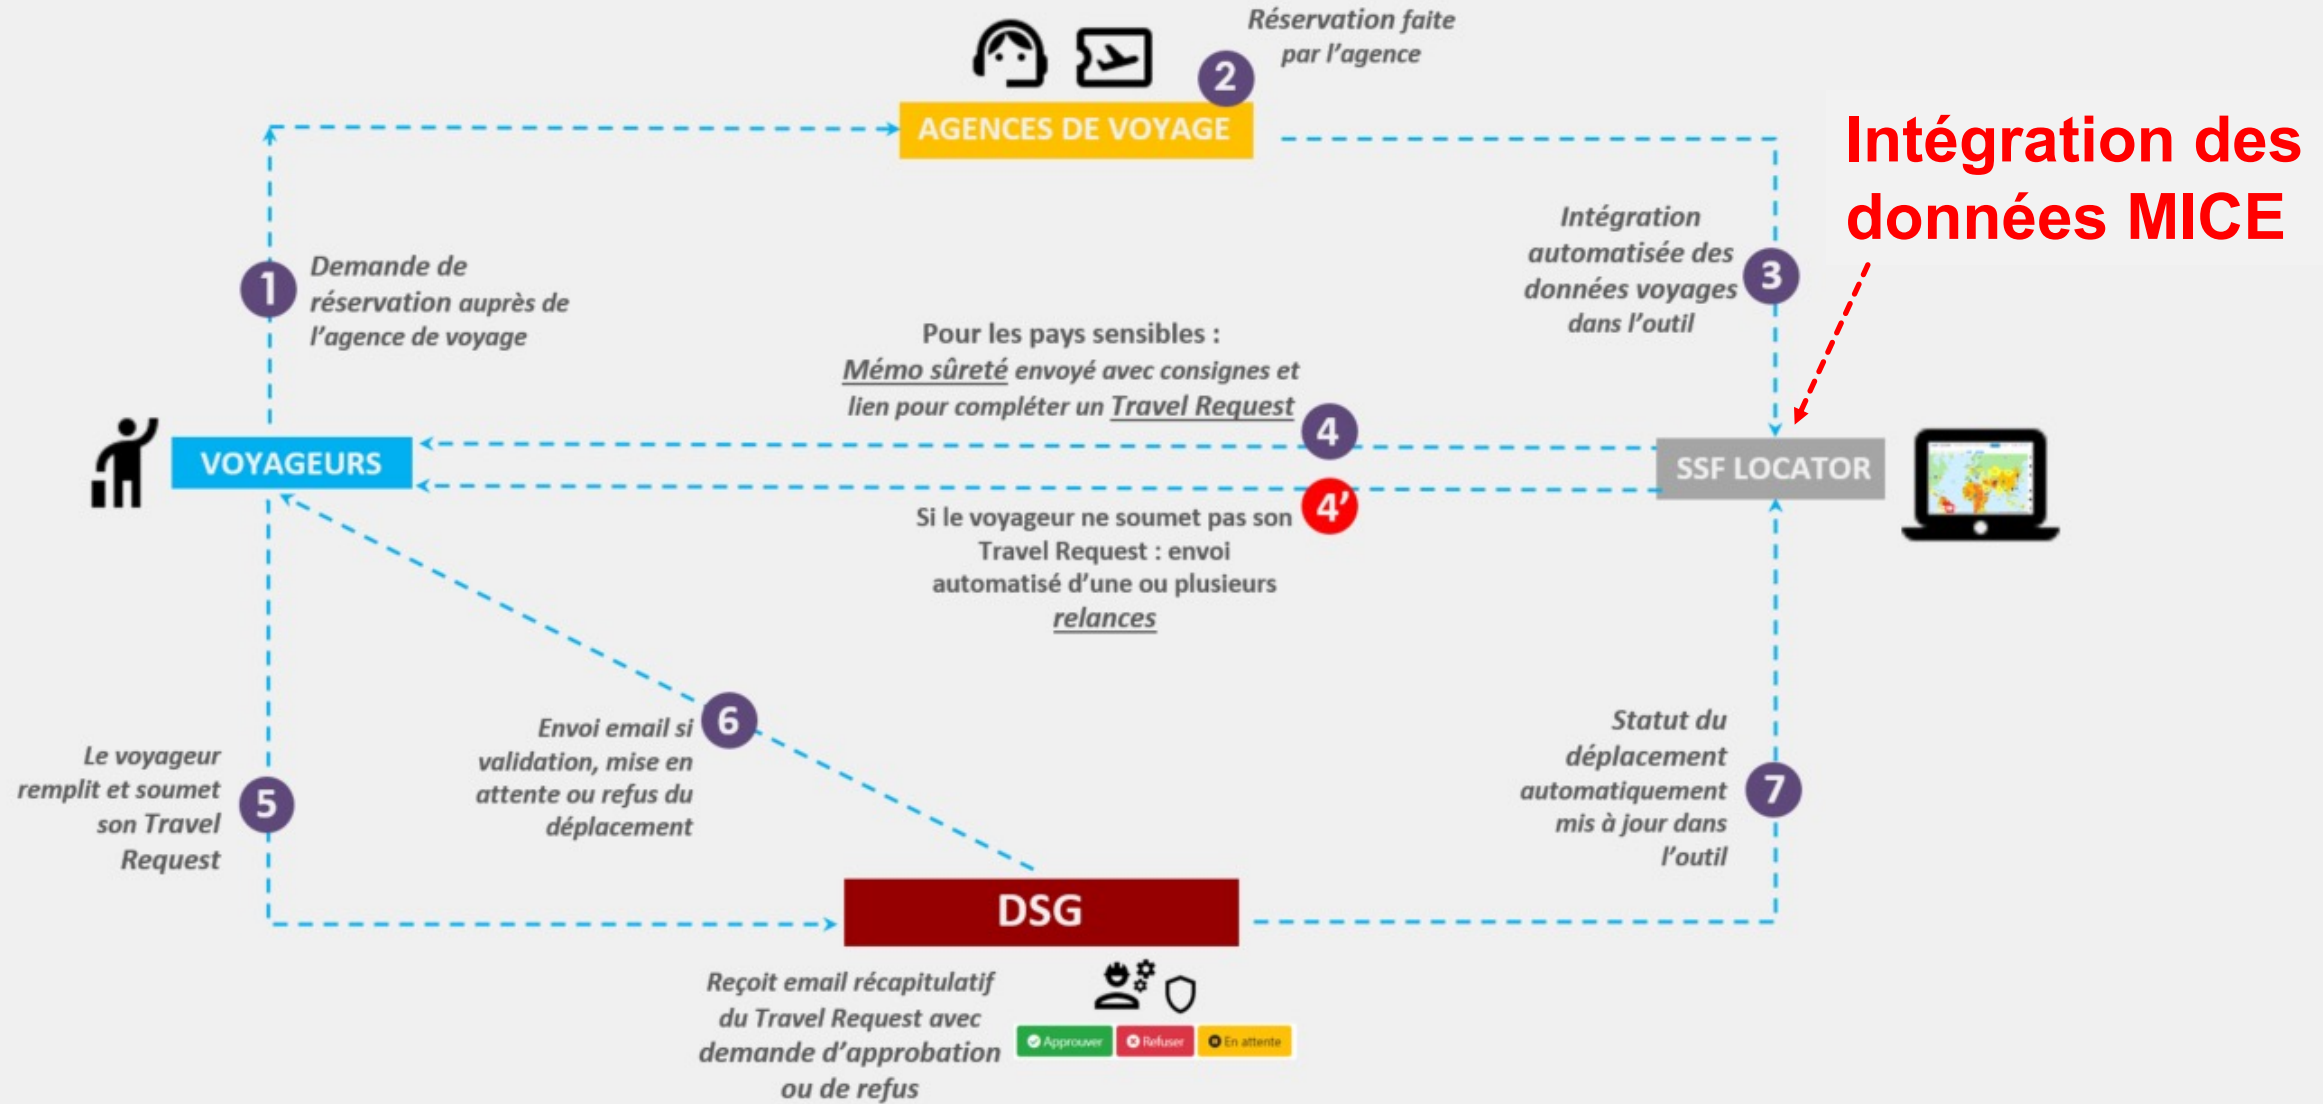 Réservation faite
par l'agence
2
AGENCES DE VOYAGE
Intégration des
données MICE
Intégration
automatisée des
données voyages
dans l'outil
3
1
Demande de
réservation auprès de
l'agence de voyage
Pour les pays sensibles :
Mémo sûreté envoyé avec consignes et
lien pour compléter un Travel Request
4
VOYAGEURS
SSF LOCATOR
4’
Si le voyageur ne soumet pas son
Travel Request : envoi
automatisé d'une ou plusieurs
relances
6
Envoi email si
validation, mise en
attente ou refus du
déplacement
Statut du
déplacement
automatiquement
mis à jour dans
l'outil
7
Le voyageur
remplit et soumet
son Travel
Request
5
DSG
Reçoit email récapitulatif
du Travel Request avec
demande d'approbation
ou de refus
Approuver
Refuser
En attente